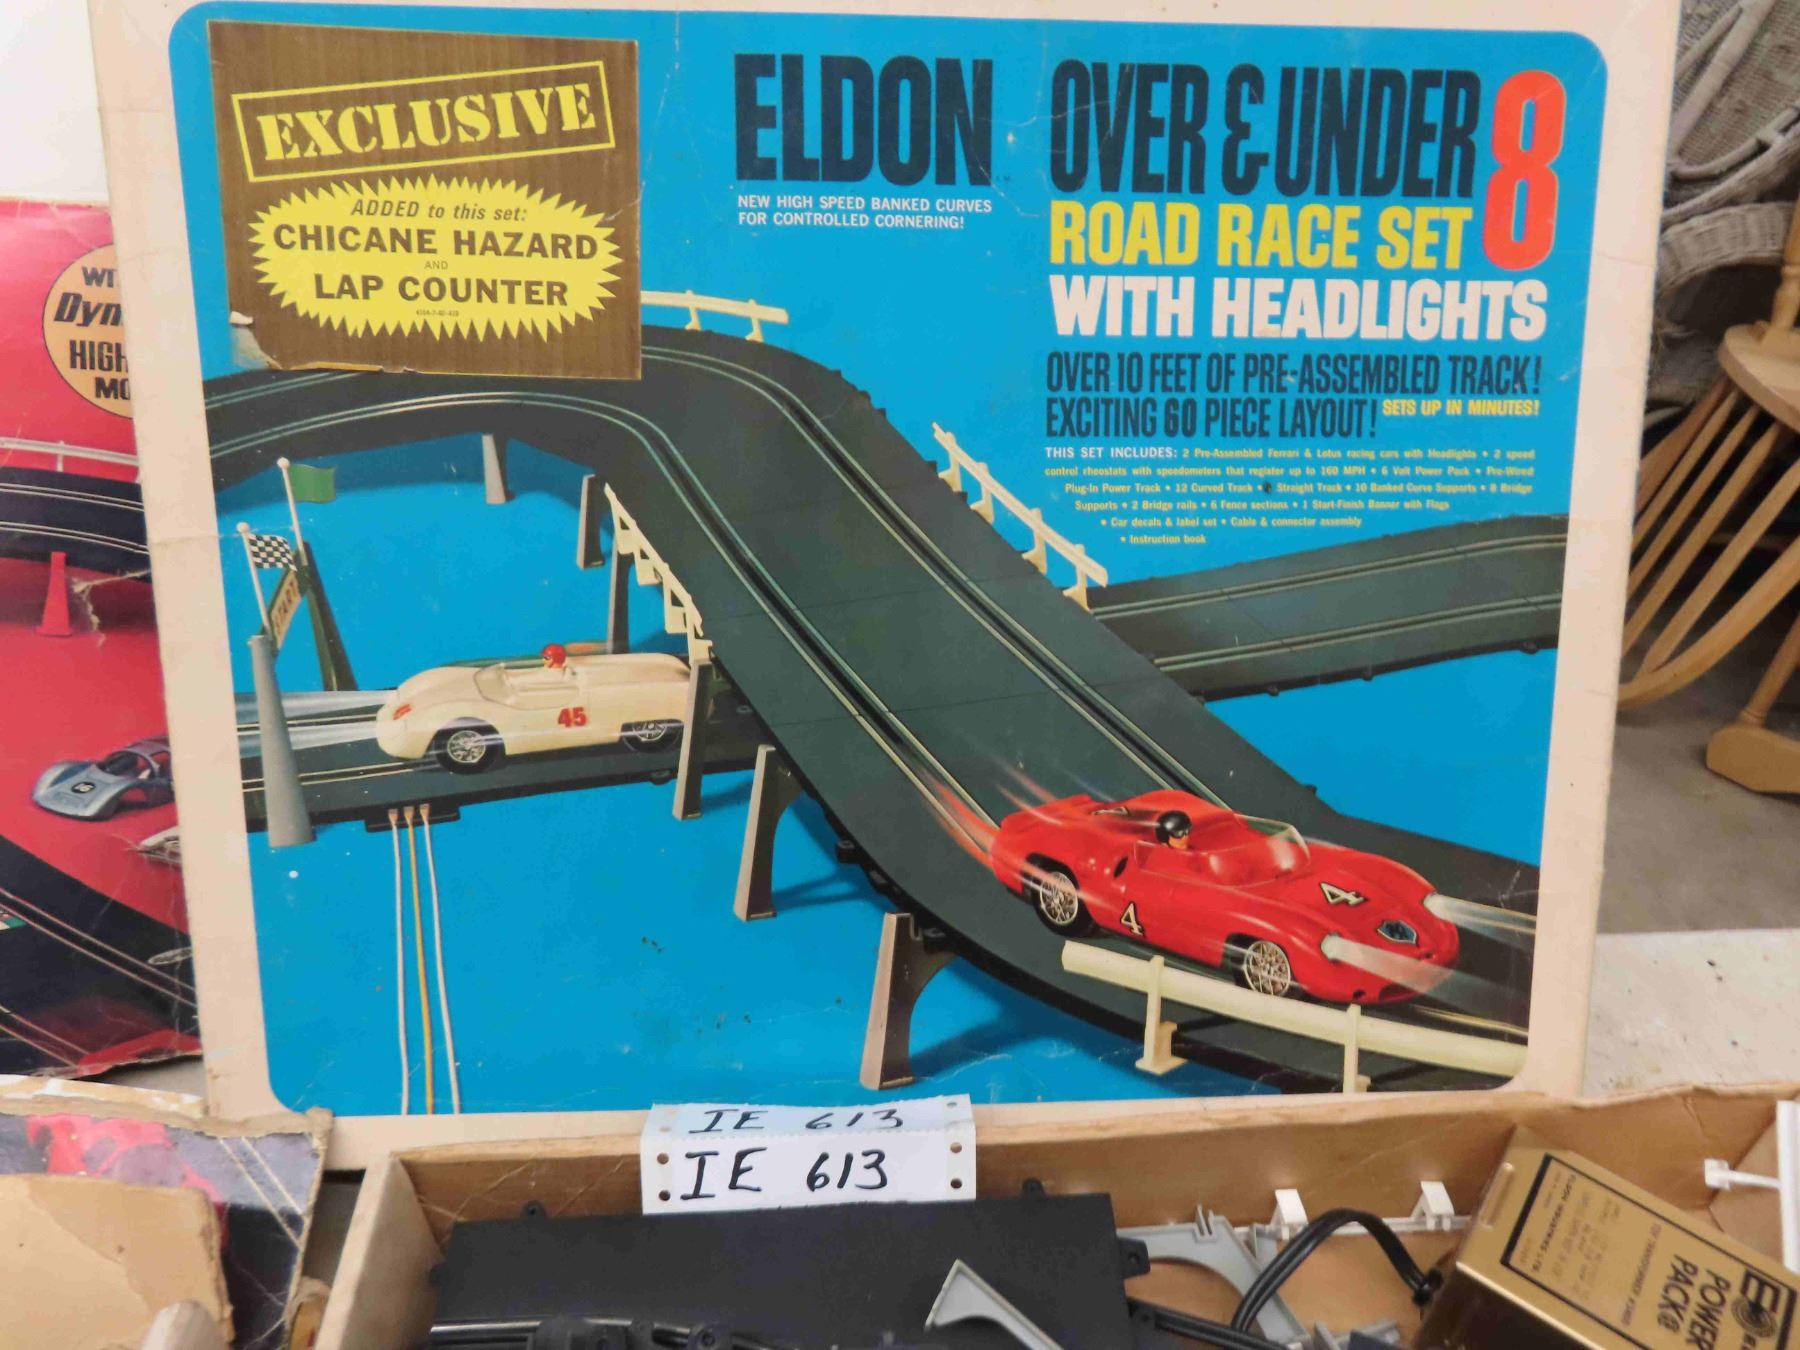 EXCLUSIVE
ADDED to this set:
CHICANE HAZARD
AND
LAP COUNTER
ELDON
NEW HIGH SPEED BANKED CURVES
FOR CONTROLLED CORNERING!
OVER & UNDER 8
ROAD RACE SET
WITH HEADLIGHTS
OVER 10 FEET OF PRE-ASSEMBLED TRACK!
EXCITING 60 PIECE LAYOUT! SETS UP IN MINUTES!
THIS SET INCLUDES: 2 Pre-Assembled Ferrari & Lotus racing cars with Headlights • 2 speed
control rheostats with speedometers that register up to 160 MPH • 6 Volt Power Pack • Pre-Wired
Plug-In Power Track • 12 Curved Track • Straight Track • 10 Banked Curve Supports • 8 Bridge
Supports • 2 Bridge rails • 6 Fence sections • 1 Start-Finish Banner with Flags
• Car decals & label set • Cable & connector assembly
• Instruction book
WIT
Dyn
HIGH
MO
START
45
16
4
4
IE 613
IE 613
POWER
PACK